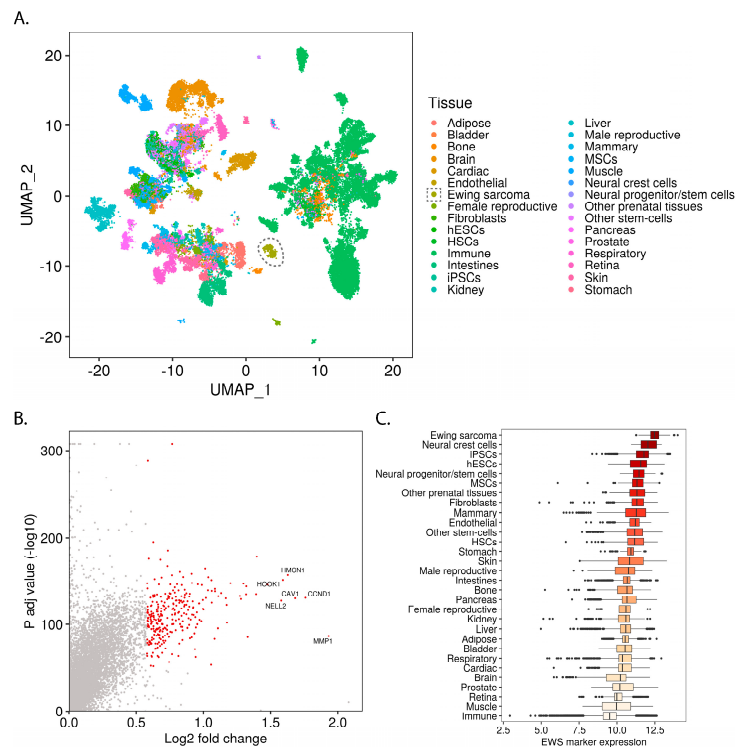 A.
20
10
0
-10
-20
UMAP_2
-20
-10
0
10
20
UMAP_1
Tissue
Adipose
Bladder
Bone
Brain
Cardiac
Endothelial
Ewing sarcoma
Female reproductive
Fibroblasts
hESCs
HSCs
Immune
Intestines
iPSCs
Kidney
Liver
Male reproductive
Mammary
MSCs
Muscle
Neural crest cells
Neural progenitor/stem cells
Other prenatal tissues
Other stem-cells
Pancreas
Prostate
Respiratory
Retina
Skin
Stomach
B.
300
200
100
0
P adj value (-log10)
HMGN1
HOOK1
CAV1
CCND1
NELL2
MMP1
0.0
0.5
1.0
1.5
2.0
Log2 fold change
C.
Ewing sarcoma
Neural crest cells
iPSCs
hESCs
Neural progenitor/stem cells
MSCs
Other prenatal tissues
Fibroblasts
Mammary
Endothelial
Other stem-cells
HSCs
Stomach
Skin
Male reproductive
Intestines
Bone
Pancreas
Female reproductive
Kidney
Liver
Adipose
Bladder
Respiratory
Cardiac
Brain
Prostate
Retina
Muscle
Immune
2.5
5.0
7.5
10.0
12.5
EWS marker expression